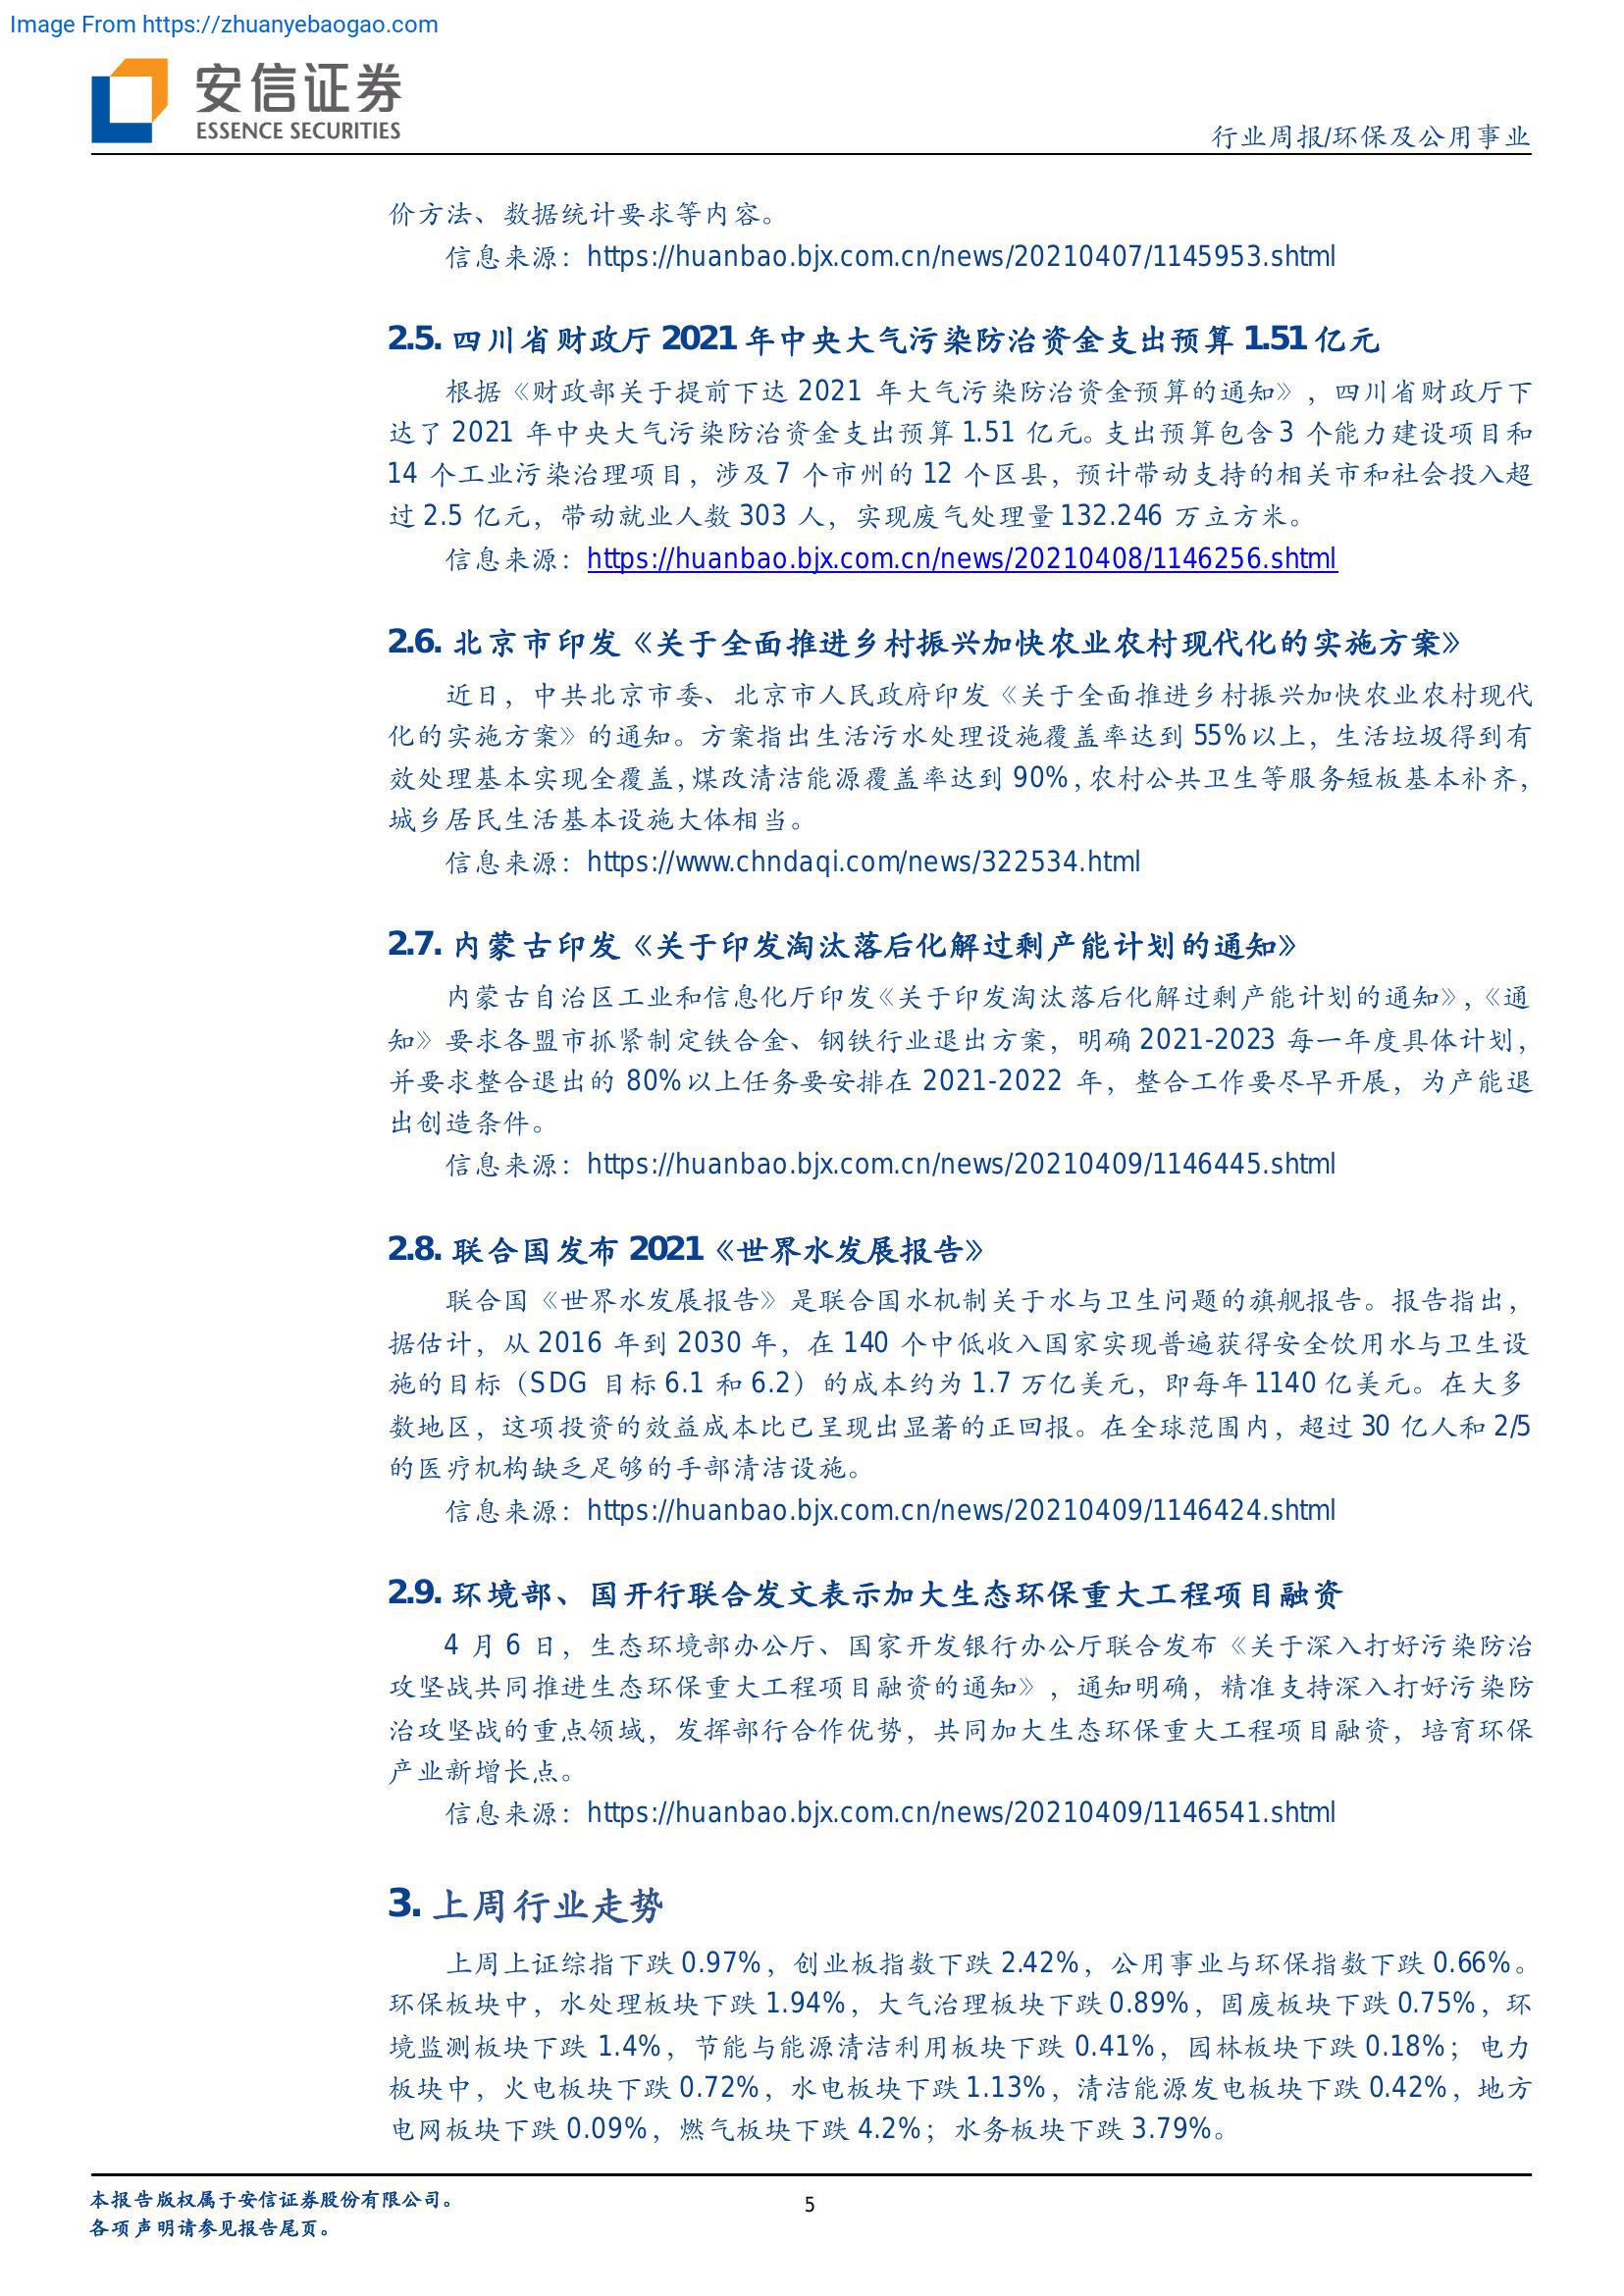 Image From https://zhuanyebaogao.com
安信证券
ESSENCE SECURITIES
行业周报/环保及公用事业
价方法、数据统计要求等内容。
信息来源：https://huanbao.bjx.com.cn/news/20210407/1145953.shtml
2.5. 四川省财政厅 2021 年中央大气污染防治资金支出预算 1.51 亿元
根据《财政部关于提前下达 2021 年大气污染防治资金预算的通知》，四川省财政厅下
达了 2021 年中央大气污染防治资金支出预算 1.51 亿元。支出预算包含 3 个能力建设项目和
14 个工业污染治理项目，涉及 7 个市州的 12 个区县，预计带动支持的相关市和社会投入超
过 2.5 亿元，带动就业人数 303 人，实现废气处理量 132.246 万立方米。
信息来源：https://huanbao.bjx.com.cn/news/20210408/1146256.shtml
2.6. 北京市印发《关于全面推进乡村振兴加快农业农村现代化的实施方案》
近日，中共北京市委、北京市人民政府印发《关于全面推进乡村振兴加快农业农村现代
化的实施方案》的通知。方案指出生活污水处理设施覆盖率达到 55%以上，生活垃圾得到有
效处理基本实现全覆盖，煤改清洁能源覆盖率达到 90%，农村公共卫生等服务短板基本补齐，
城乡居民生活基本设施大体相当。
信息来源：https://www.chndaqi.com/news/322534.html
2.7. 内蒙古印发《关于印发淘汰落后化解过剩产能计划的通知》
内蒙古自治区工业和信息化厅印发《关于印发淘汰落后化解过剩产能计划的通知》，《通
知》要求各盟市抓紧制定铁合金、钢铁行业退出方案，明确 2021-2023 每一年度具体计划，
并要求整合退出的 80%以上任务要安排在 2021-2022 年，整合工作要尽早开展，为产能退
出创造条件。
信息来源：https://huanbao.bjx.com.cn/news/20210409/1146445.shtml
2.8. 联合国发布 2021《世界水发展报告》
联合国《世界水发展报告》是联合国水机制关于水与卫生问题的旗舰报告。报告指出，
据估计，从 2016 年到 2030 年，在 140 个中低收入国家实现普遍获得安全饮用水与卫生设
施的目标（SDG 目标 6.1 和 6.2）的成本约为 1.7 万亿美元，即每年 1140 亿美元。在大多
数地区，这项投资的效益成本比已呈现出显著的正回报。在全球范围内，超过 30 亿人和 2/5
的医疗机构缺乏足够的手部清洁设施。
信息来源：https://huanbao.bjx.com.cn/news/20210409/1146424.shtml
2.9. 环境部、国开行联合发文表示加大生态环保重大工程项目融资
4 月 6 日，生态环境部办公厅、国家开发银行办公厅联合发布《关于深入打好污染防治
攻坚战共同推进生态环保重大工程项目融资的通知》，通知明确，精准支持深入打好污染防
治攻坚战的重点领域，发挥部行合作优势，共同加大生态环保重大工程项目融资，培育环保
产业新增长点。
信息来源：https://huanbao.bjx.com.cn/news/20210409/1146541.shtml
3. 上周行业走势
上周上证综指下跌 0.97%，创业板指数下跌 2.42%，公用事业与环保指数下跌 0.66%。
环保板块中，水处理板块下跌 1.94%，大气治理板块下跌 0.89%，固废板块下跌 0.75%，环
境监测板块下跌 1.4%，节能与能源清洁利用板块下跌 0.41%，园林板块下跌 0.18%；电力
板块中，火电板块下跌 0.72%，水电板块下跌 1.13%，清洁能源发电板块下跌 0.42%，地方
电网板块下跌 0.09%，燃气板块下跌 4.2%；水务板块下跌 3.79%。
本报告版权属于安信证券股份有限公司。
各项声明请参见报告尾页。
5